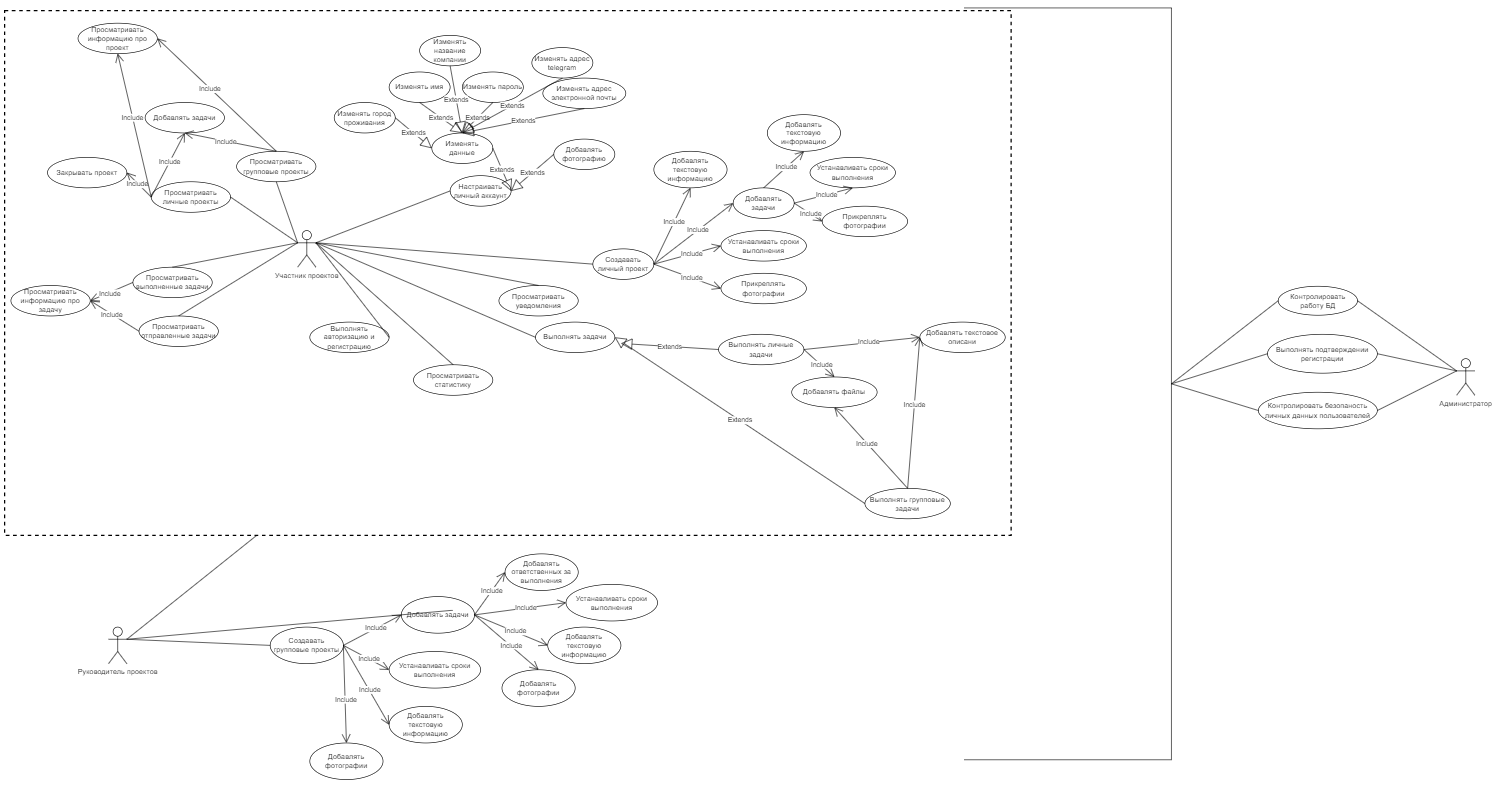 Просматривать
информацию про
проект
Include
Include
Добавлять задачи
Include
Include
Закрывать проект
Include
Просматривать
групповые проекты
Просматривать
личные проекты
Изменять
название
компании
Изменять адрес
telegram
Изменять имя
Изменять пароль
Изменять адрес
электронной почты
Изменять город
проживания
Extends
Extends
Extends
Extends
Extends
Extends
Изменять
данные
Добавлять
фотографию
Extends
Extends
Настраивать
личный аккаунт
Участник проектов
Просматривать
выполненные задачи
Просматривать
информацию про
задачу
Include
Include
Просматривать
отправленные задачи
Выполнять
авторизацию и
регистрацию
Просматривать
статистику
Просматривать
уведомления
Выполнять задачи
Создавать
личный проект
Include
Include
Include
Include
Добавлять
текстовую
информацию
Добавлять
задачи
Добавлять
текстовую
информацию
Include
Include
Include
Устанавливать сроки
выполнения
Прикреплять
фотографии
Устанавливать сроки
выполнения
Прикреплять
фотографии
Extends
Выполнять личные
задачи
Include
Добавлять текстовое
описани
Include
Добавлять файлы
Include
Extends
Include
Выполнять групповые
задачи
Контролировать
работу БД
Выполнять подтверждении
регистрации
Контролировать безопаность
личных данных пользователей
Администратор
Руководитель проектов
Создавать
групповые проекты
Include
Include
Include
Include
Добавлять задачи
Include
Include
Include
Include
Добавлять
ответственных за
выполнения
Устанавливать сроки
выполнения
Добавлять
текстовую
информацию
Добавлять
фотографии
Устанавливать сроки
выполнения
Добавлять
текстовую
информацию
Добавлять
фотографии